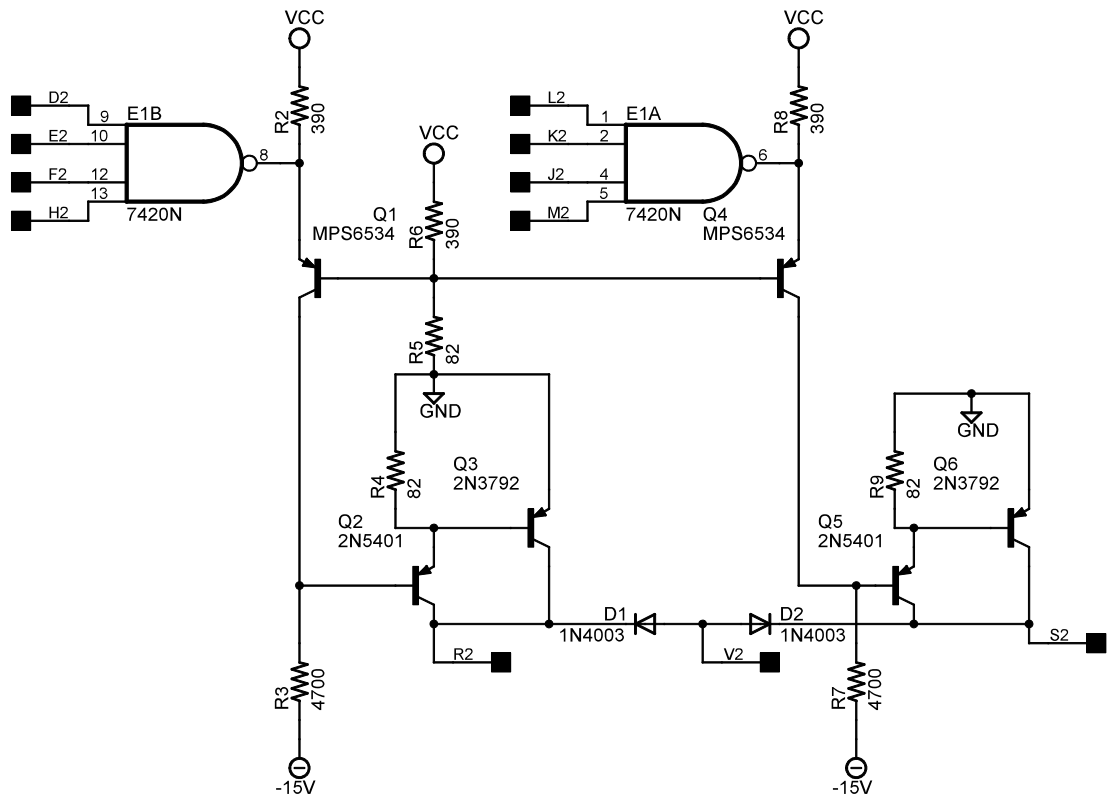 VCC
VCC
R2
390
R8
390
D2
E2
F2
H2
9
10
12
13
E1B
7420N
8
VCC
R6
390
L2
K2
J2
M2
1
2
4
5
E1A
7420N
6
Q1
MPS6534
Q4
MPS6534
R5
82
GND
GND
R4
82
Q3
2N3792
R9
82
Q6
2N3792
Q2
2N5401
Q5
2N5401
D1
1N4003
D2
1N4003
R2
V2
S2
R3
4700
R7
4700
-15V
-15V